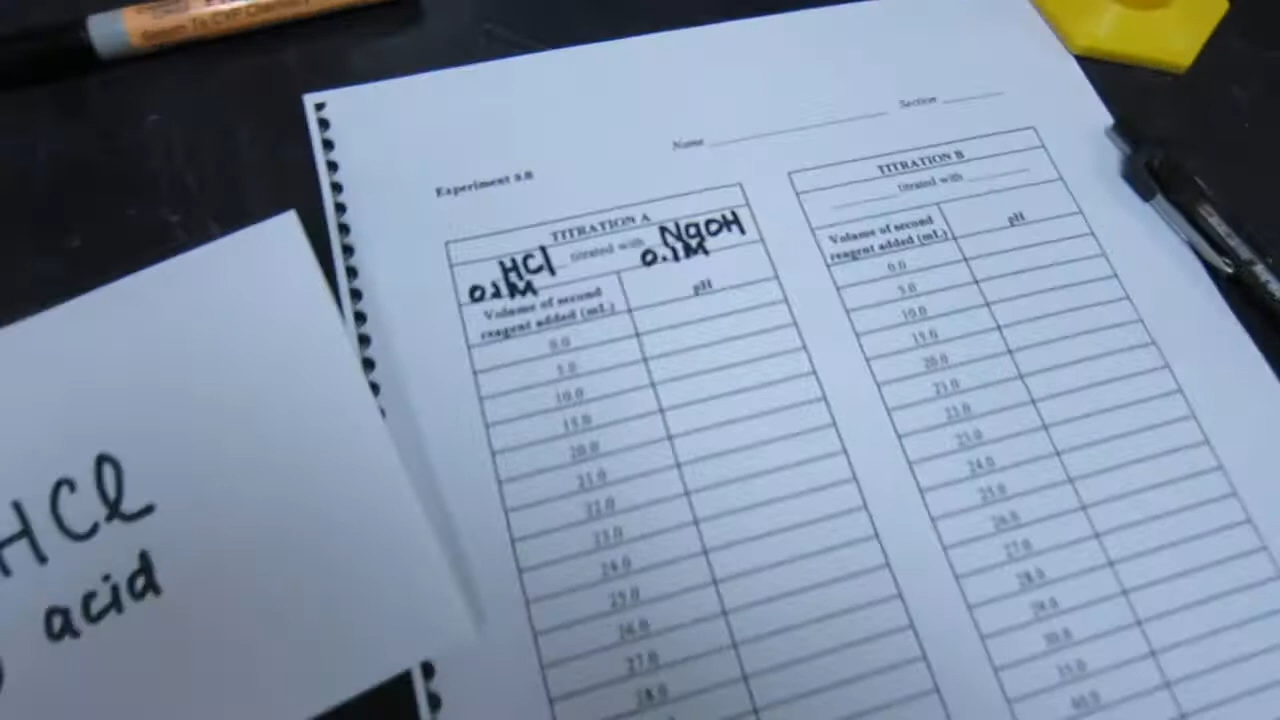 Name
Section
Experiment 8.8
TITRATION A
HCl titrated with NaOH
0.1M 0.1M
Volume of second reagent added (mL)
pH
0.0
5.0
10.0
15.0
20.0
21.0
22.0
23.0
24.0
25.0
26.0
27.0
28.0
TITRATION B
titrated with
Volume of second reagent added (mL)
pH
0.0
5.0
10.0
15.0
20.0
21.0
22.0
23.0
24.0
25.0
26.0
27.0
28.0
29.0
30.0
35.0
40.0
HCl
acid